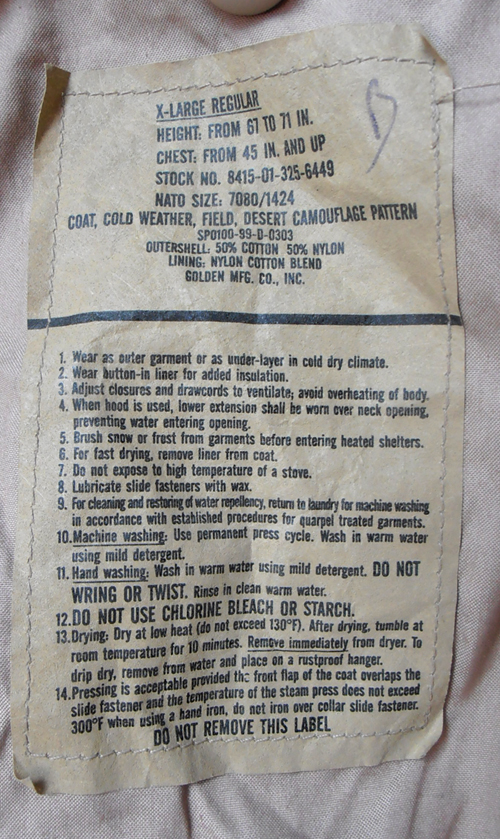 X-LARGE REGULAR
HEIGHT: FROM 67 TO 71 IN.
CHEST: FROM 45 IN. AND UP
STOCK NO. 8415-01-325-6449
NATO SIZE: 7080/1424
COAT, COLD WEATHER, FIELD, DESERT CAMOUFLAGE PATTERN
SPO100-99-D-0303
OUTERSHELL: 50% COTTON 50% NYLON
LINING: NYLON COTTON BLEND
GOLDEN MFG. CO., INC.
1. Wear as outer garment or as under-layer in cold dry climate.
2. Wear button-in liner for added insulation.
3. Adjust closures and drawcords to ventilate; avoid overheating of body.
4. When hood is used, lower extension shall be worn over neck opening,
preventing water entering opening.
5. Brush snow or frost from garments before entering heated shelters.
6. For fast drying, remove liner from coat.
7. Do not expose to high temperature of a stove.
8. Lubricate slide fasteners with wax.
9. For cleaning and restoring of water repellency, return to laundry for machine washing
in accordance with established procedures for quarpel treated garments.
10. Machine washing: Use permanent press cycle. Wash in warm water
using mild detergent.
11. Hand washing: Wash in warm water using mild detergent. DO NOT
WRING OR TWIST. Rinse in clean warm water.
12. DO NOT USE CHLORINE BLEACH OR STARCH.
13. Drying: Dry at low heat (do not exceed 130°F). After drying, tumble at
room temperature for 10 minutes. Remove immediately from dryer. To
drip dry, remove from water and place on a rustproof hanger.
14. Pressing is acceptable provided the front flap of the coat overlaps the
slide fastener and the temperature of the steam press does not exceed
300°F when using a hand iron, do not iron over collar slide fastener.
DO NOT REMOVE THIS LABEL